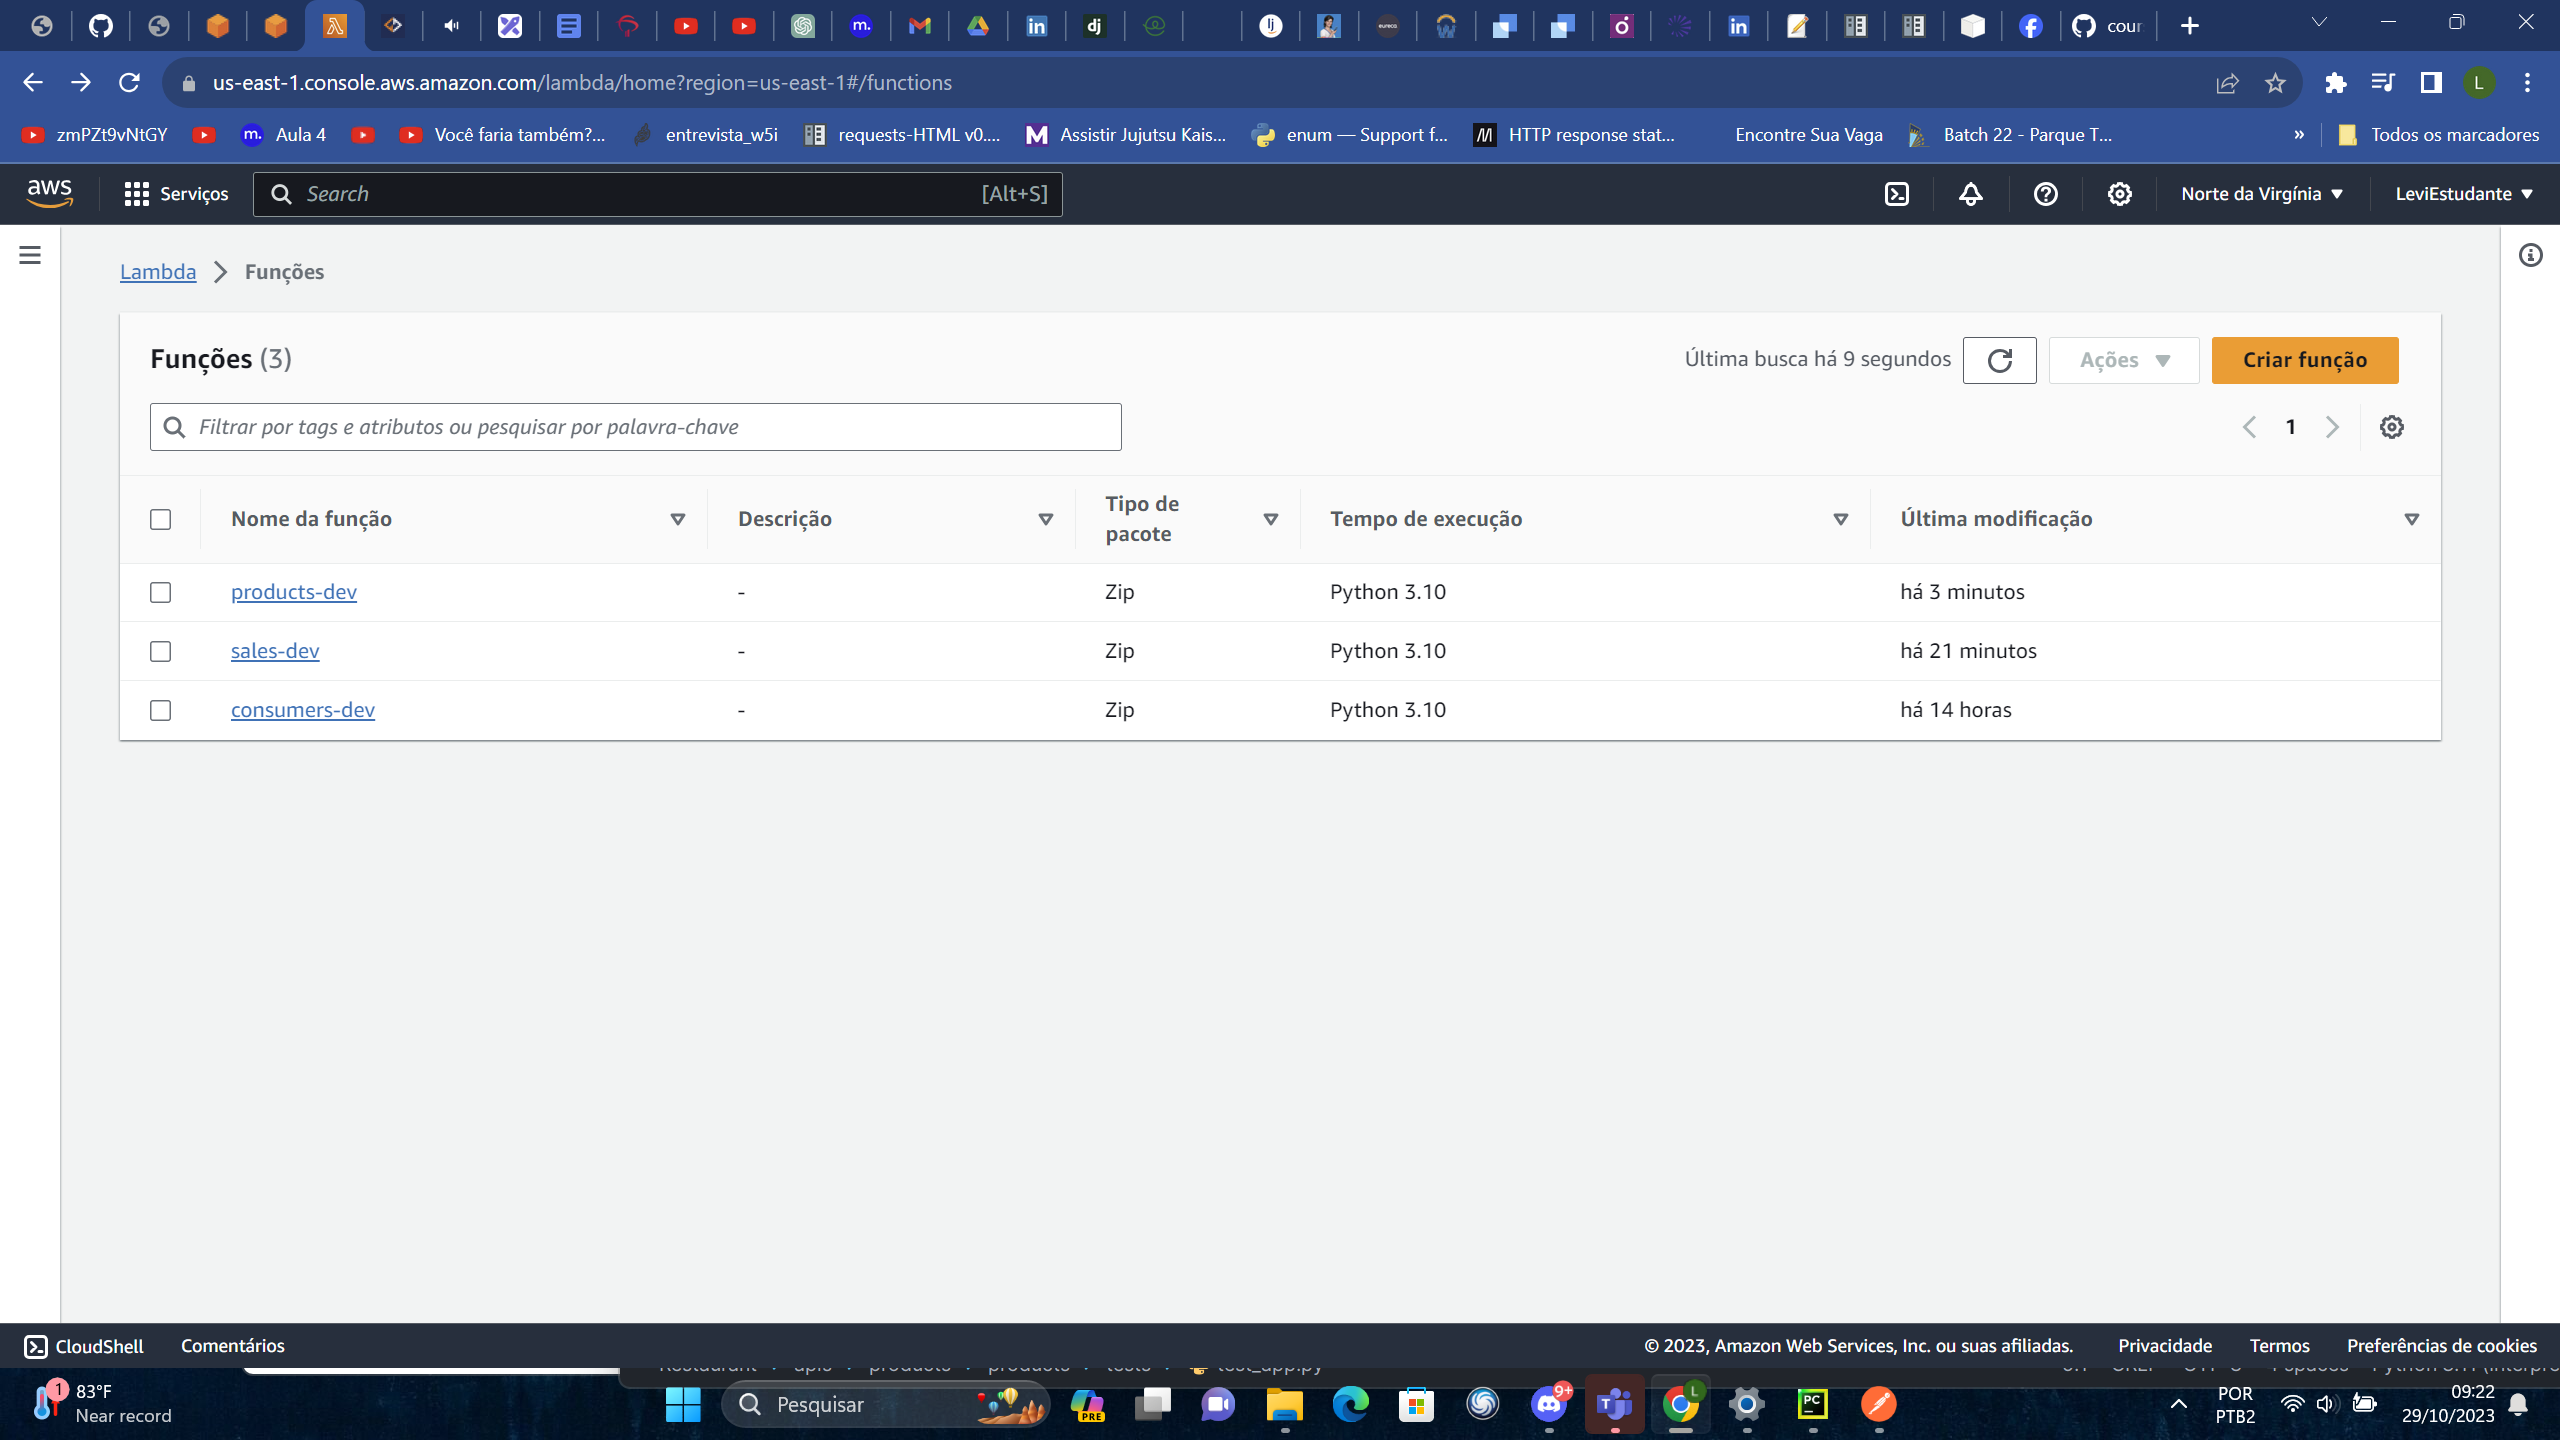 cour
us-east-1.console.aws.amazon.com/lambda/home?region=us-east-1#/functions
L
zmPZt9vNtGY
m. Aula 4
Você faria também?...
entrevista_w5i
requests-HTML v0....
Assistir Jujutsu Kais...
enum — Support f...
HTTP response stat...
Encontre Sua Vaga
Batch 22 - Parque T...
»
Todos os marcadores
aws
Serviços
Search
[Alt+S]
Norte da Virgínia
LeviEstudante
Lambda
Funções
Funções (3)
Última busca há 9 segundos
Ações
Criar função
Filtrar por tags e atributos ou pesquisar por palavra-chave
1
Nome da função
Descrição
Tipo de
pacote
Tempo de execução
Última modificação
products-dev - Zip Python 3.10 há 3 minutos
sales-dev - Zip Python 3.10 há 21 minutos
consumers-dev - Zip Python 3.10 há 14 horas
CloudShell
Comentários
© 2023, Amazon Web Services, Inc. ou suas afiliadas.
Privacidade
Termos
Preferências de cookies
1
83°F
Near record
Pesquisar
PRE
9+
L
PC
POR
PTB2
09:22
29/10/2023